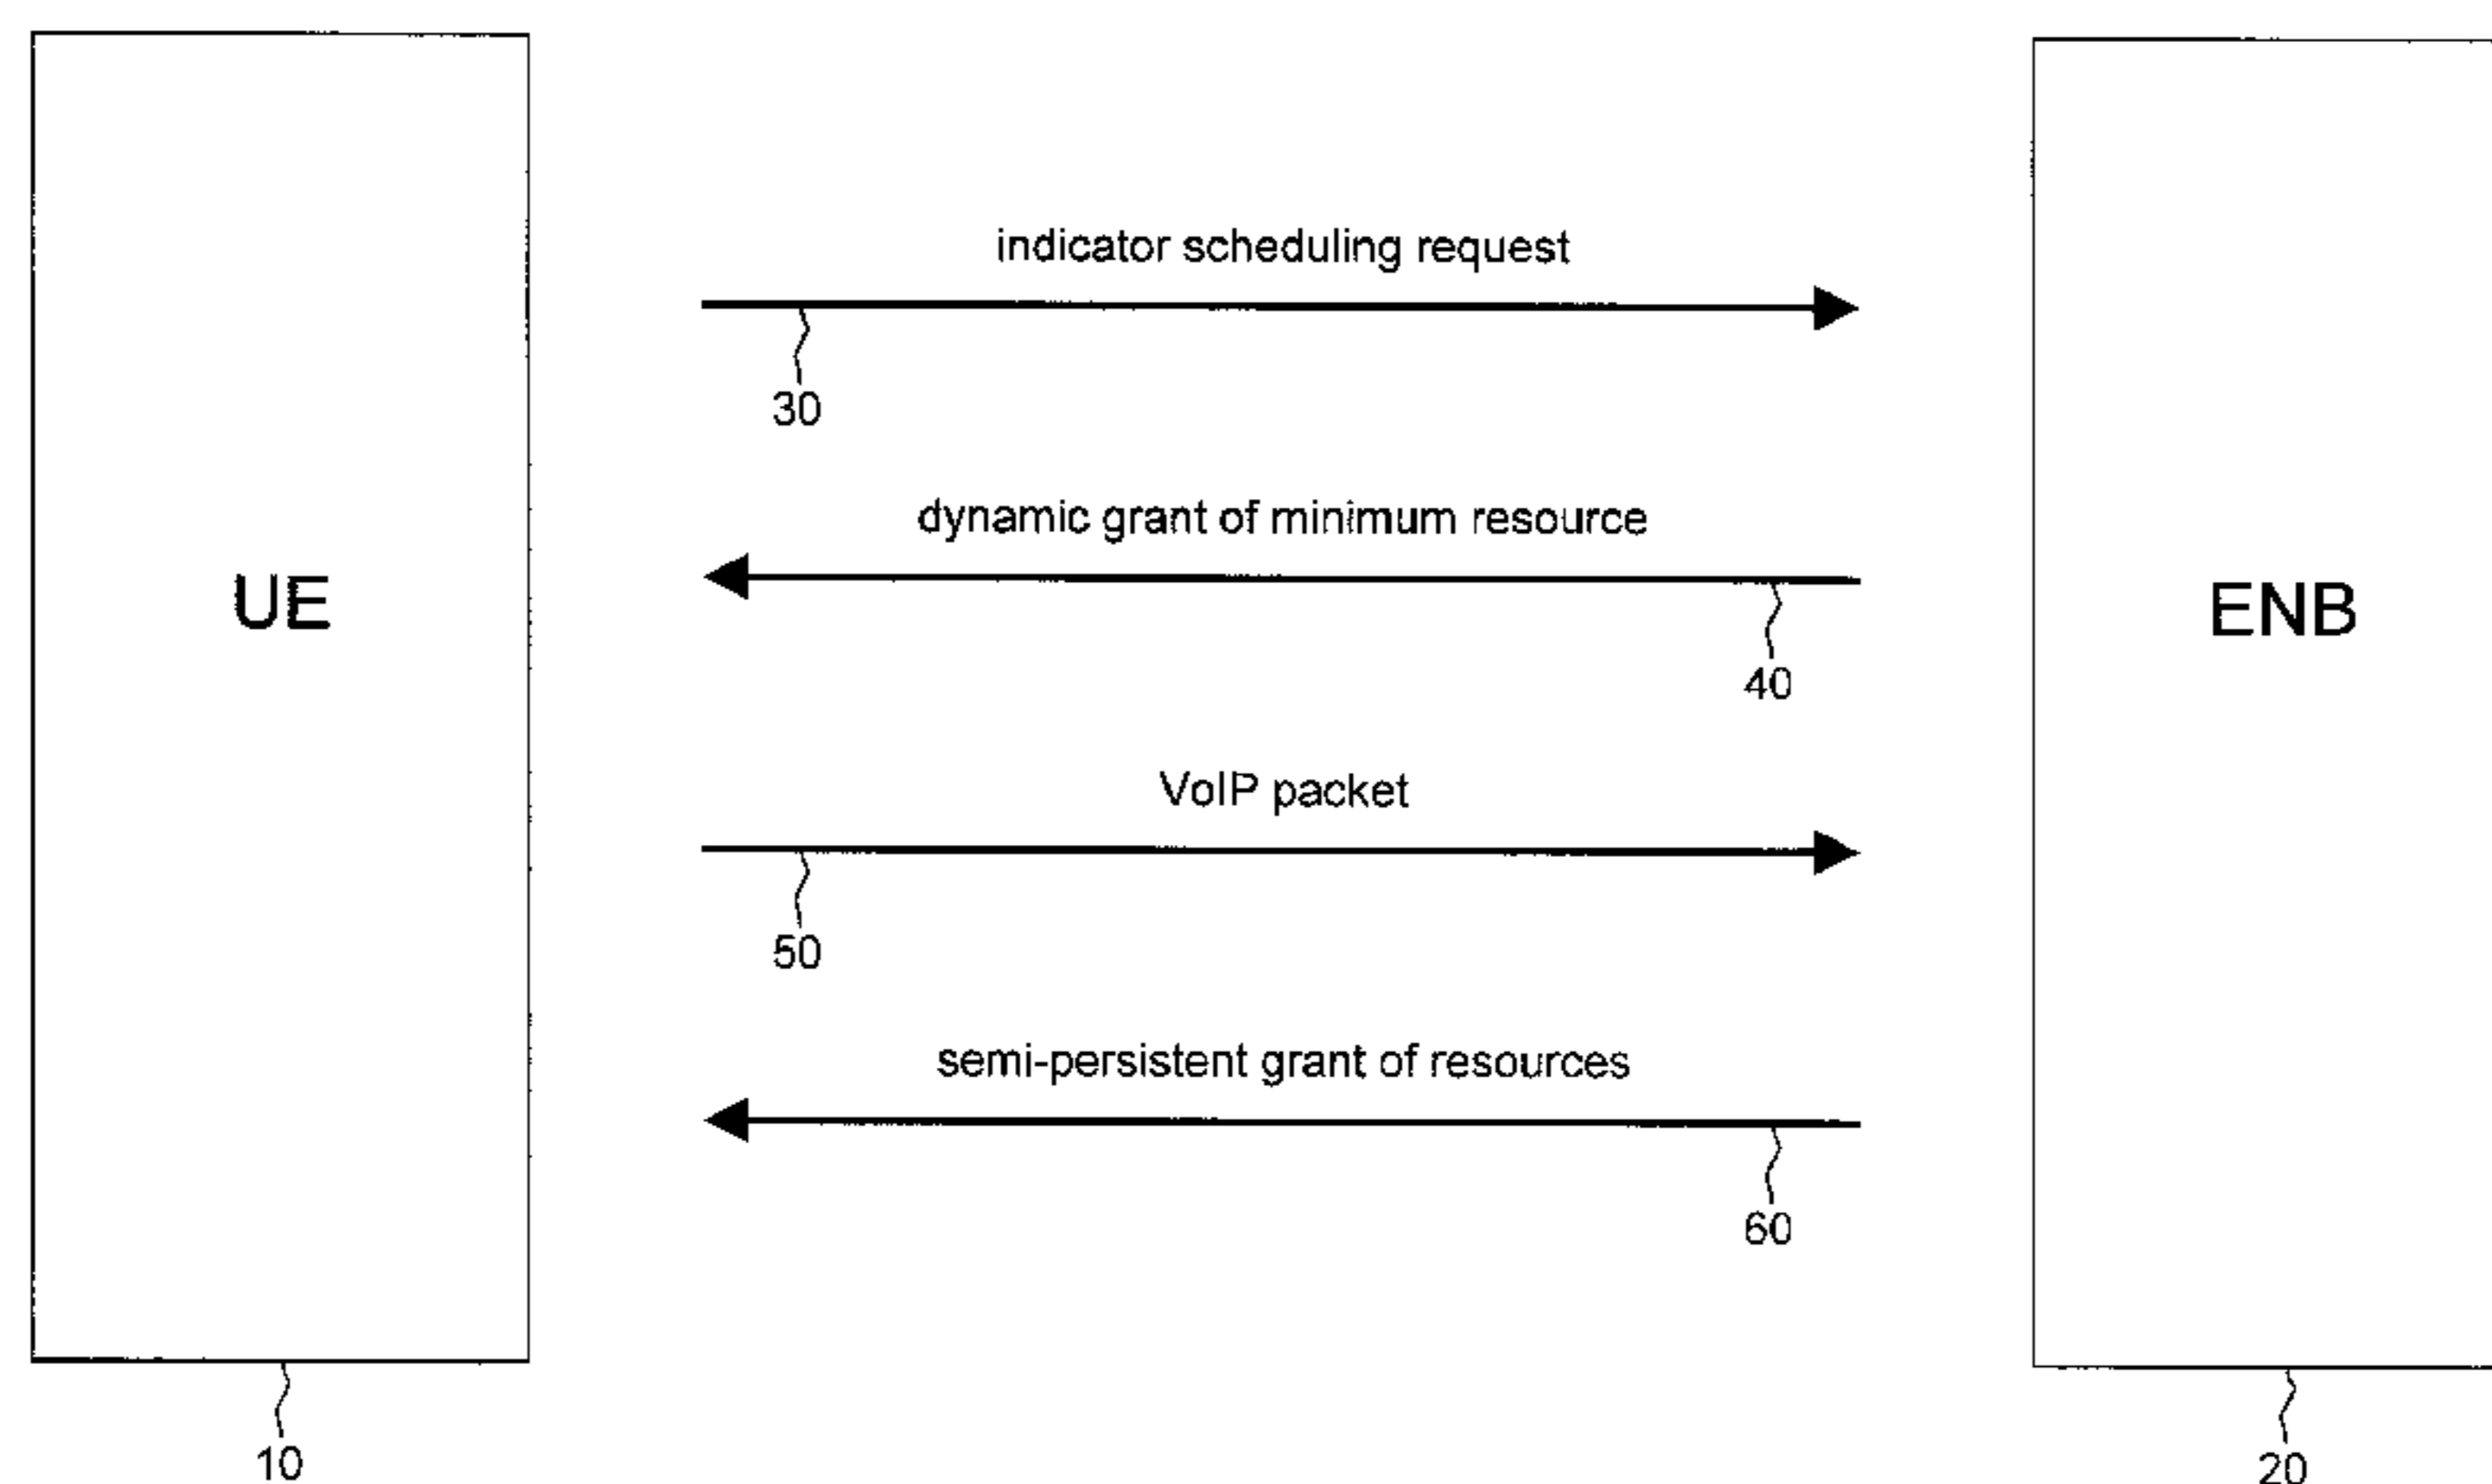 indicator scheduling request
30
dynamic grant of minimum resource
UE
ENB
40
VoIP packet
50
semi-persistent grant of resources
60
10
20